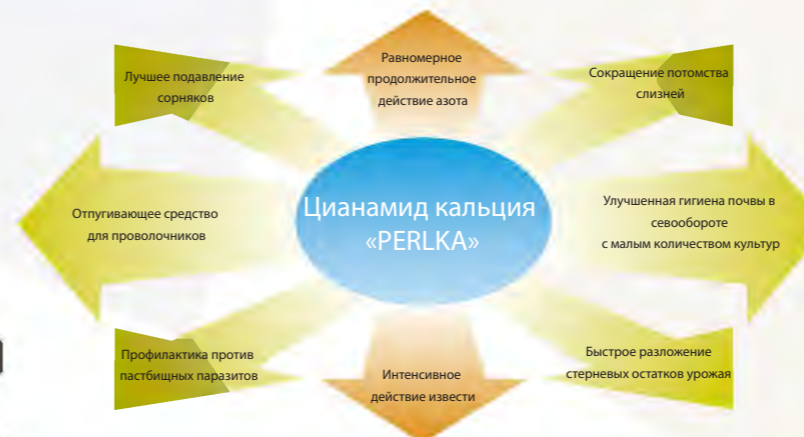 Равномерное
продолжительное
действие азота
Лучшее подавление
сорняков
Сокращение потомства
слизней
Отпугивающее средство
для проволочников
Цианамид кальция
«PERLKA»
Улучшенная гигиена почвы в
севообороте
с малым количеством культур
Профилактика против
пастбищных паразитов
Интенсивное
действие извести
Быстрое разложение
стерневых остатков урожая